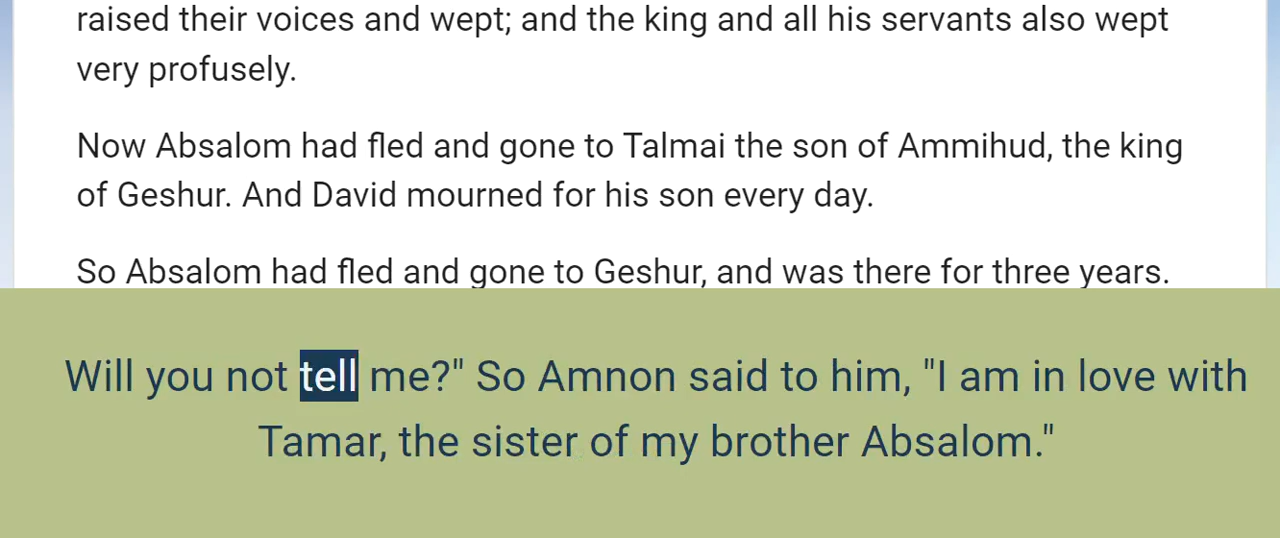 raised their voices and wept; and the king and all his servants also wept
very profusely.
Now Absalom had fled and gone to Talmai the son of Ammihud, the king
of Geshur. And David mourned for his son every day.
So Absalom had fled and gone to Geshur, and was there for three years.
Will you not tell me?" So Amnon said to him, "I am in love with
Tamar, the sister of my brother Absalom."